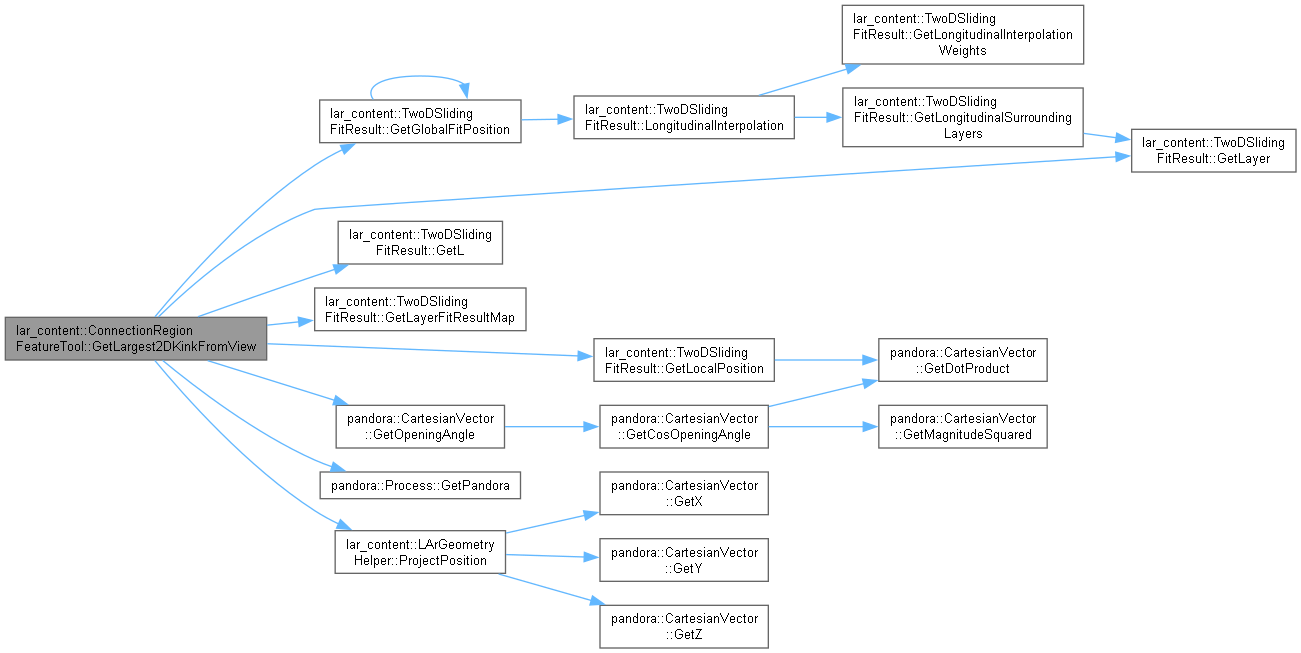 lar_content::ConnectionRegion
FeatureTool::GetLargest2DKinkFromView
lar_content::TwoDSliding
FitResult::GetGlobalFitPosition
lar_content::TwoDSliding
FitResult::LongitudinalInterpolation
lar_content::TwoDSliding
FitResult::GetLongitudinalInterpolation
Weights
lar_content::TwoDSliding
FitResult::GetLongitudinalSurrounding
Layers
lar_content::TwoDSliding
FitResult::GetLayer
lar_content::TwoDSliding
FitResult::GetL
lar_content::TwoDSliding
FitResult::GetLayerFitResultMap
lar_content::TwoDSliding
FitResult::GetLocalPosition
pandora::CartesianVector
::GetDotProduct
pandora::CartesianVector
::GetOpeningAngle
pandora::CartesianVector
::GetCosOpeningAngle
pandora::CartesianVector
::GetMagnitudeSquared
pandora::Process::GetPandora
lar_content::LArGeometry
Helper::ProjectPosition
pandora::CartesianVector
::GetX
pandora::CartesianVector
::GetY
pandora::CartesianVector
::GetZ